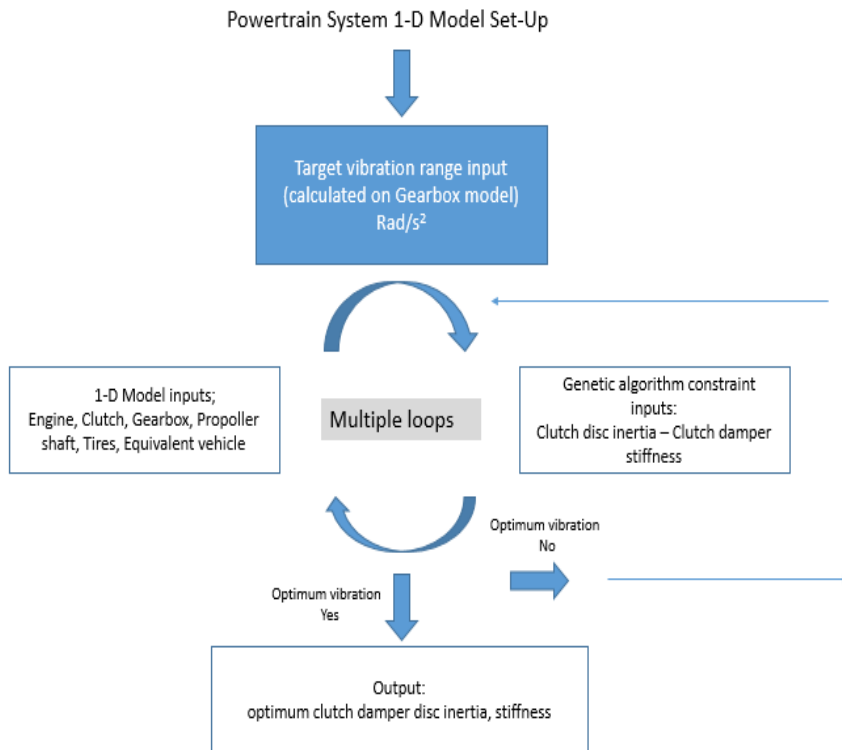 Powertrain System 1-D Model Set-Up
Target vibration range input
(calculated on Gearbox model)
Rad/s²
1-D Model inputs;
Engine, Clutch, Gearbox, Propoller
shaft, Tires, Equivalent vehicle
Multiple loops
Genetic algorithm constraint
inputs:
Clutch disc inertia – Clutch damper
stiffness
Optimum vibration
No
Optimum vibration
Yes
Output:
optimum clutch damper disc inertia, stiffness